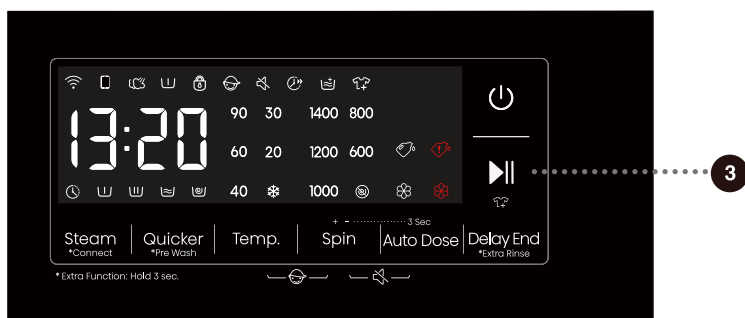 90 30 1400 800
13:20
60 20 1200 600
40 1000
+ - 3 Sec
Steam Quicker Temp. Spin Auto Dose Delay End
*Connect *Pre Wash *Extra Rinse
* Extra Function: Hold 3 sec.
3